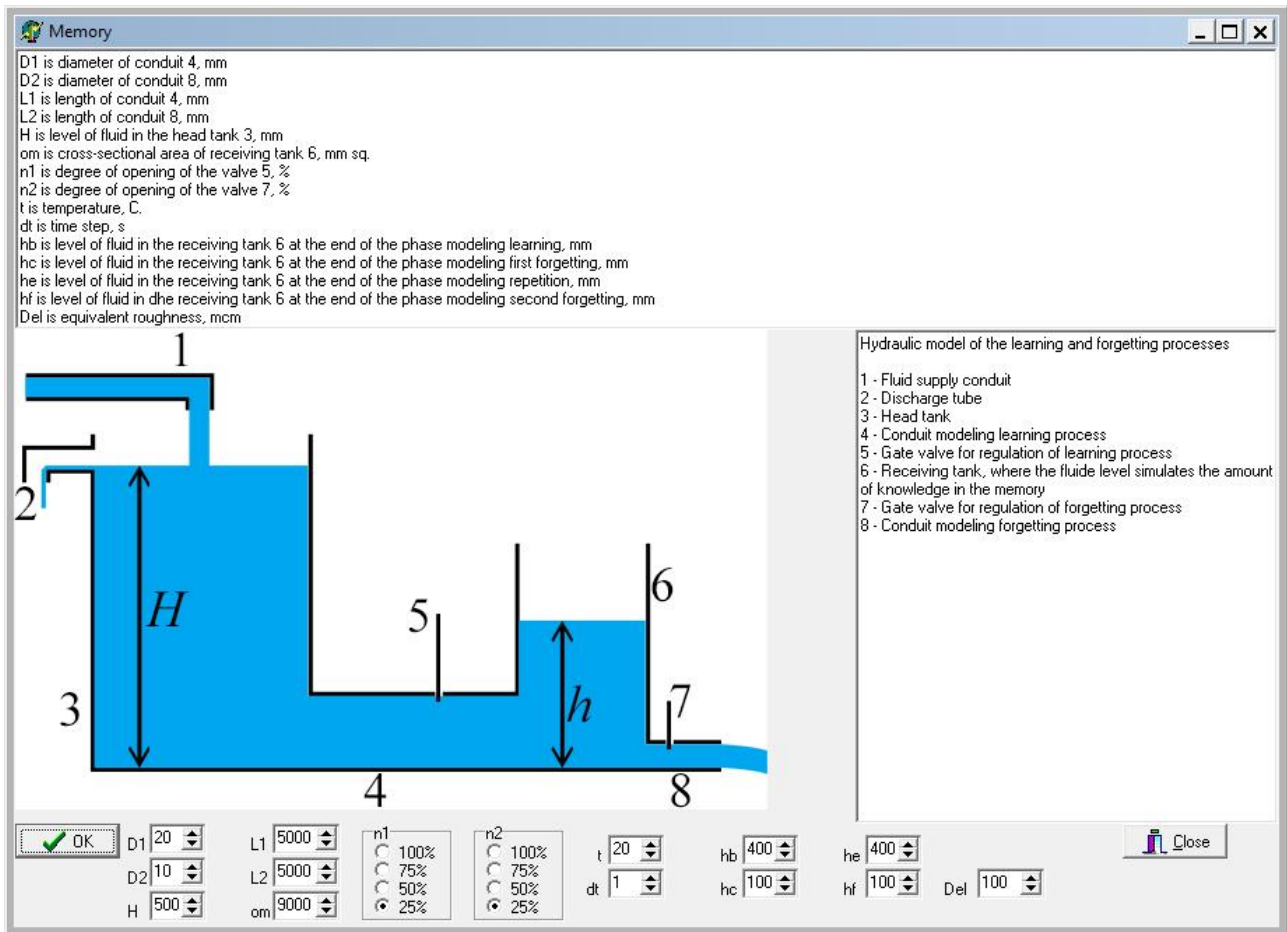 Memory
D1 is diameter of conduit 4, mm
D2 is diameter of conduit 8, mm
L1 is length of conduit 4, mm
L2 is length of conduit 8, mm
H is level of fluid in the head tank 3, mm
om is cross-sectional area of receiving tank 6, mm sq.
n1 is degree of opening of the valve 5, %
n2 is degree of opening of the valve 7, %
t is temperature, C.
dt is time step, s
hb is level of fluid in the receiving tank 6 at the end of the phase modeling learning, mm
hc is level of fluid in the receiving tank 6 at the end of the phase modeling first forgetting, mm
he is level of fluid in the receiving tank 6 at the end of the phase modeling repetition, mm
hf is level of fluid in dhe receiving tank 6 at the end of the phase modeling second forgetting, mm
Del is equivalent roughness, mcm
1
2
H
3
5
4
6
h
7
8
Hydraulic model of the learning and forgetting processes
1 - Fluid supply conduit
2 - Discharge tube
3 - Head tank
4 - Conduit modeling learning process
5 - Gate valve for regulation of learning process
6 - Receiving tank, where the fluide level simulates the amount
of knowledge in the memory
7 - Gate valve for regulation of forgetting process
8 - Conduit modeling forgetting process
OK
D1 20
D2 10
H 500
L1 5000
L2 5000
om 9000
n1
100%
75%
50%
25%
n2
100%
75%
50%
25%
t 20
dt 1
hb 400
hc 100
he 400
hf 100
Del 100
Close